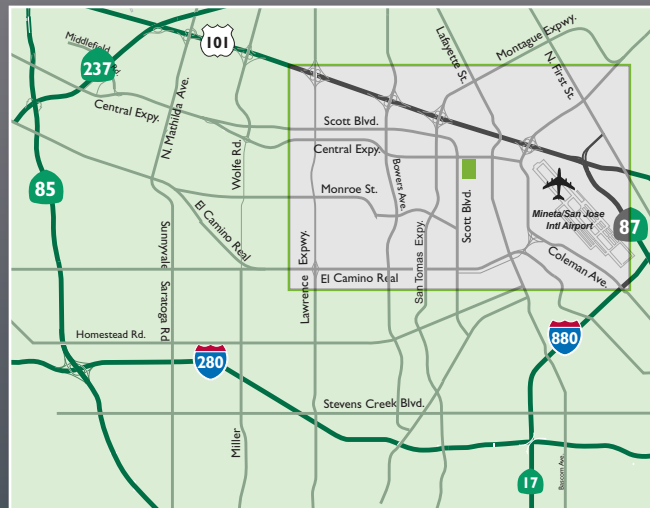 101
Middlefield Rd.
237
Central Expy.
N. Mathilda Ave.
Wolfe Rd.
Lafayette St.
Montague Expwy.
N. First St.
Scott Blvd.
Central Expy.
Monroe St.
Bowers Ave.
Scott Blvd.
Mineta/San Jose
Intl Airport
85
87
El Camino Real
Sunnyvale Saratoga Rd
Lawrence Expwy.
San Tomas Expy.
El Camino Real
Coleman Ave.
Homestead Rd.
280
880
Stevens Creek Blvd.
Miller
17
Bascom Ave.